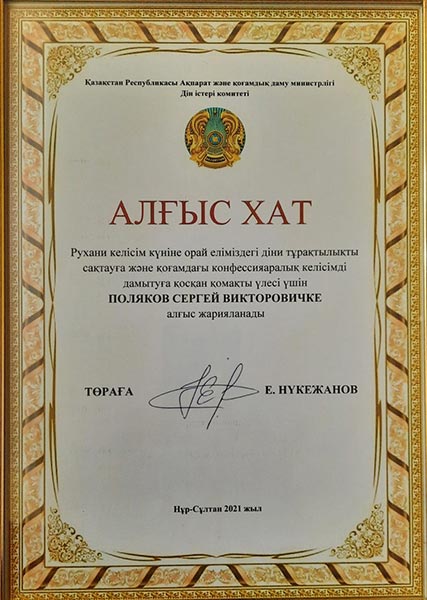 Қазақстан Республикасы Ақпарат және қоғамдық даму министрлігі
Дін істері комитеті
АЛҒЫС ХАТ
Рухани келісім күніне орай еліміздегі діни тұрақтылықты
сақтауға және қоғамдағы конфессияаралық келісімді
дамытуға қосқан қомақты үлесі үшін
ПОЛЯКОВ СЕРГЕЙ ВИКТОРОВИЧКЕ
алғыс жарияланады
ТӨРАҒА Е. НҮКЕЖАНОВ
Нұр-Сұлтан 2021 жыл